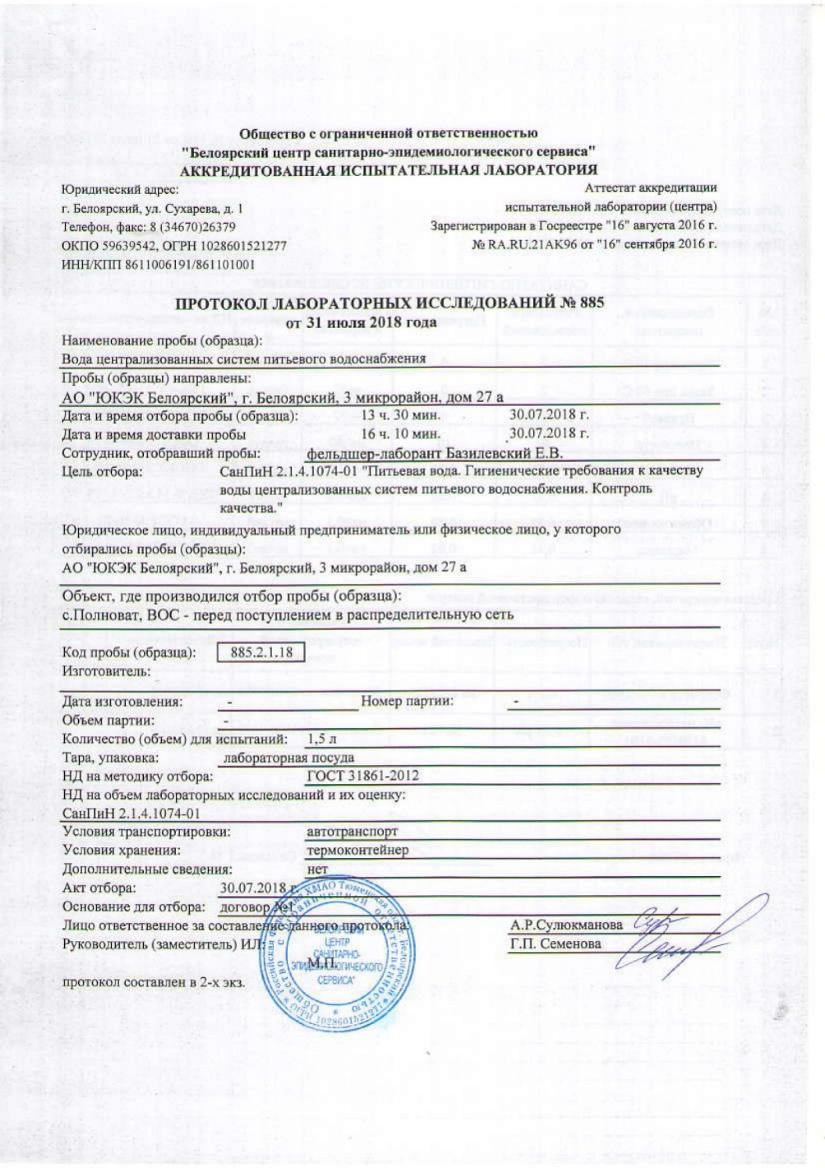 Общество с ограниченной ответственностью
"Белоярский центр санитарно-эпидемиологического сервиса"
АККРЕДИТОВАННАЯ ИСПЫТАТЕЛЬНАЯ ЛАБОРАТОРИЯ
Юридический адрес: Аттестат аккредитации
г. Белоярский, ул. Сухарева, д. 1 испытательной лаборатории (центра)
Телефон, факс: 8 (34670)26379 Зарегистрирован в Госреестре "16" августа 2016 г.
ОКПО 59639542, ОГРН 1028601521277 № RA.RU.21АК96 от "16" сентября 2016 г.
ИНН/КПП 8611006191/861101001
ПРОТОКОЛ ЛАБОРАТОРНЫХ ИССЛЕДОВАНИЙ № 885
от 31 июля 2018 года
Наименование пробы (образца):
Вода централизованных систем питьевого водоснабжения
Пробы (образцы) направлены:
АО "ЮКЭК Белоярский", г. Белоярский, 3 микрорайон, дом 27 а
Дата и время отбора пробы (образца): 13 ч. 30 мин. 30.07.2018 г.
Дата и время доставки пробы 16 ч. 10 мин. 30.07.2018 г.
Сотрудник, отобравший пробы: фельдшер-лаборант Базилевский Е.В.
Цель отбора: СанПиН 2.1.4.1074-01 "Питьевая вода. Гигиенические требования к качеству
воды централизованных систем питьевого водоснабжения. Контроль
качества."
Юридическое лицо, индивидуальный предприниматель или физическое лицо, у которого
отбирались пробы (образцы):
АО "ЮКЭК Белоярский", г. Белоярский, 3 микрорайон, дом 27 а
Объект, где производился отбор пробы (образца):
с.Полноват, ВОС - перед поступлением в распределительную сеть
Код пробы (образца): 885.2.1.18
Изготовитель:
Дата изготовления: - Номер партии: -
Объем партии: -
Количество (объем) для испытаний: 1,5 л
Тара, упаковка: лабораторная посуда
НД на методику отбора: ГОСТ 31861-2012
НД на объем лабораторных исследований и их оценку:
СанПиН 2.1.4.1074-01
Условия транспортировки: автотранспорт
Условия хранения: термоконтейнер
Дополнительные сведения: нет
Акт отбора: 30.07.2018 г.
Основание для отбора: договор №1
Лицо ответственное за составление данного протокола: А.Р.Сулюкманова
Руководитель (заместитель) ИЛ: Г.П. Семенова
М.П.
протокол составлен в 2-х экз.
ЦЕНТР
САНИТАРНО-
ЭПИДЕМИОЛОГИЧЕСКОГО
СЕРВИСА"
Общество с ограниченной ответственностью
ОГРН 1028601521277